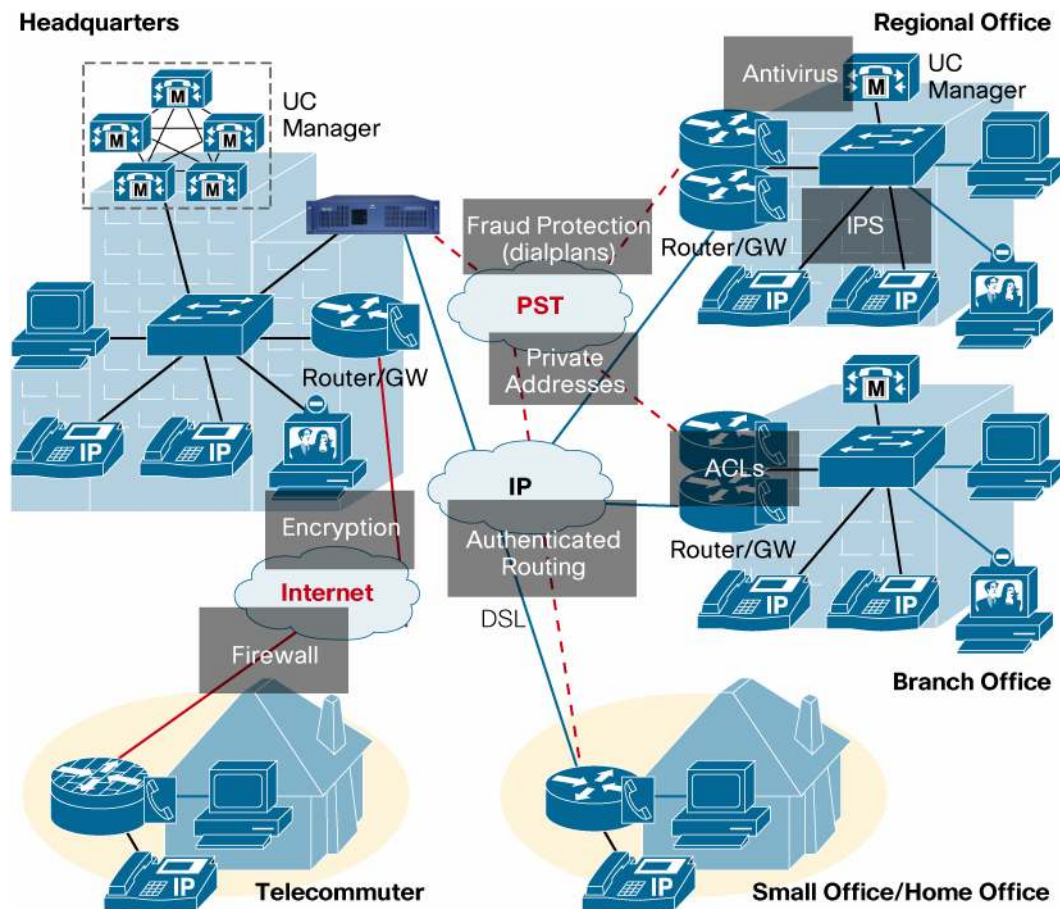 Headquarters
Regional Office
Antivirus
UC
Manager
M
M
M
M
M
M
UC
Manager
Fraud Protection
(dialplans)
IPS
Router/GW
IP
IP
PST
Private
Addresses
Router/GW
M
IP
IP
ACLs
IP
Encryption
Authenticated
Routing
Router/GW
IP
IP
Internet
DSL
Firewall
Branch Office
IP
Telecommuter
IP
Small Office/Home Office